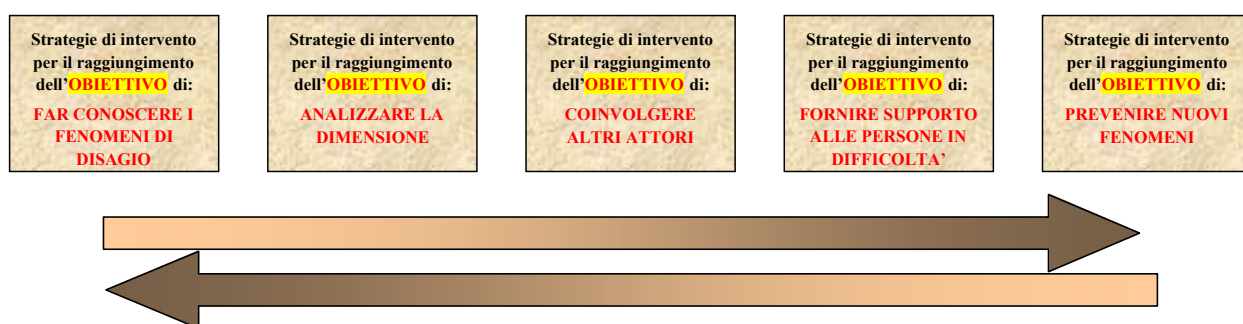 Strategie di intervento
per il raggiungimento
dell'OBIETTIVO di:
FAR CONOSCERE I
FENOMENI DI
DISAGIO
Strategie di intervento
per il raggiungimento
dell'OBIETTIVO di:
ANALIZZARE LA
DIMENSIONE
Strategie di intervento
per il raggiungimento
dell'OBIETTIVO di:
COINVOLGERE
ALTRI ATTORI
Strategie di intervento
per il raggiungimento
dell'OBIETTIVO di:
FORNIRE SUPPORTO
ALLE PERSONE IN
DIFFICOLTA'
Strategie di intervento
per il raggiungimento
dell'OBIETTIVO di:
PREVENIRE NUOVI
FENOMENI